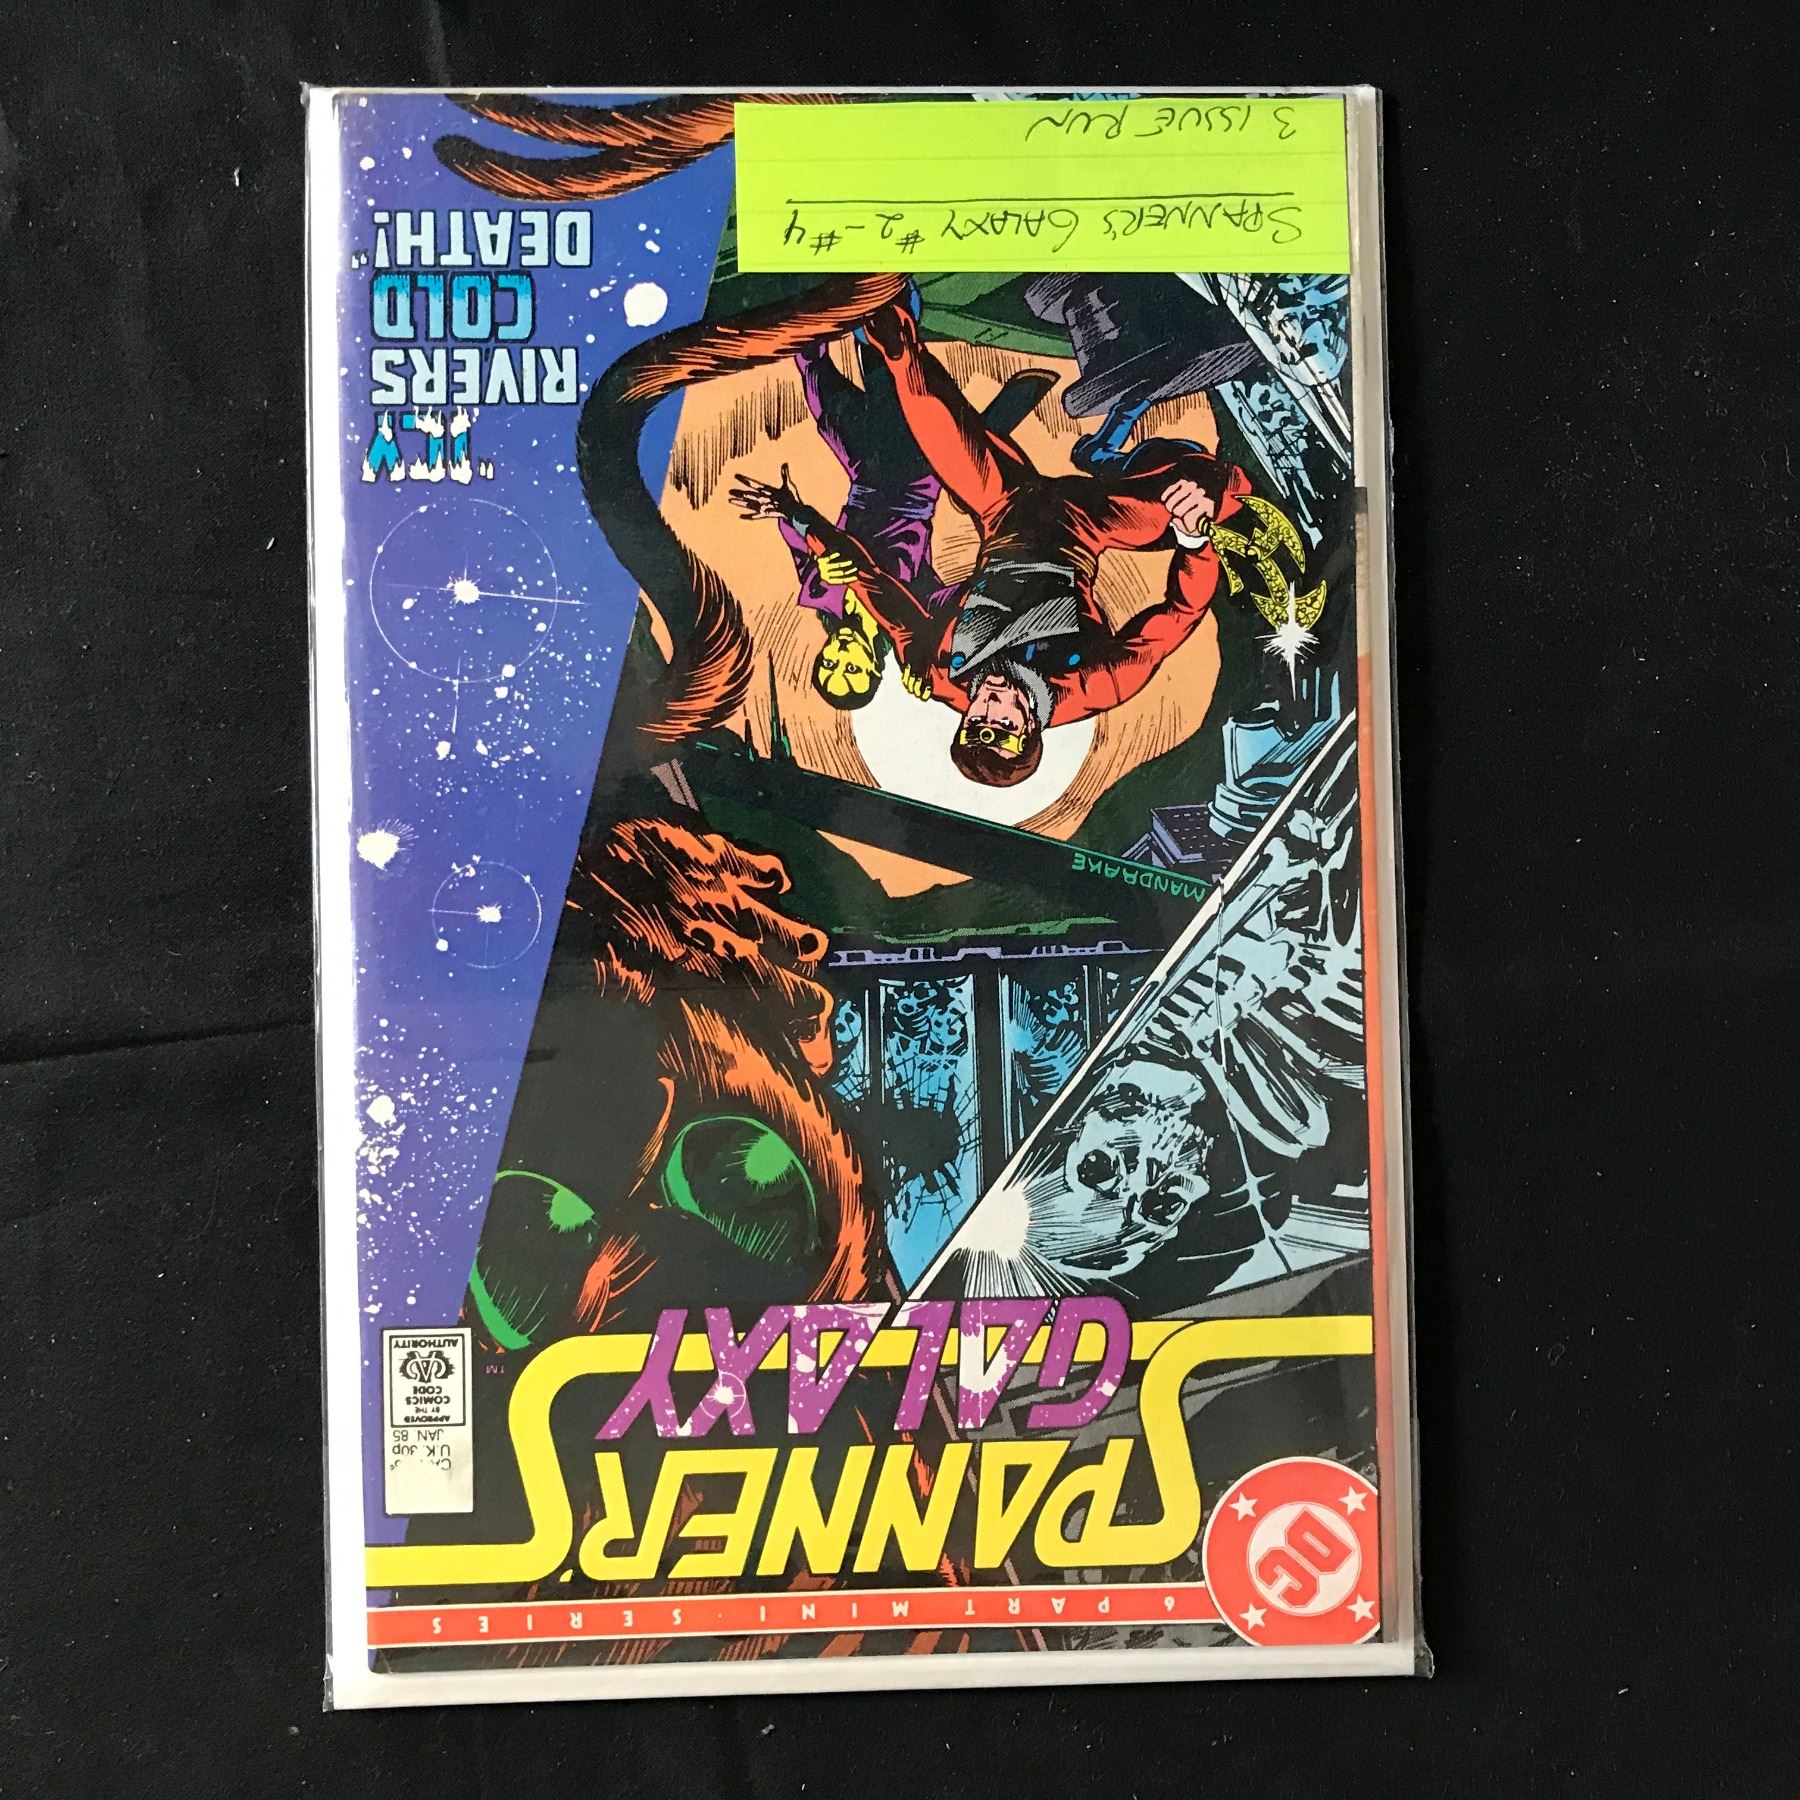 6 PART MINI-SERIES
DC
SPANNER'S
GALAXY
TM
U.K. 30p
JAN 85
APPROVED
BY THE
COMICS
CODE
AUTHORITY
MANDRAKE
"ICY
RIVERS
COLD
DEATH!"
SPANNER'S GALAXY #2-#4
3 ISSUE RUN